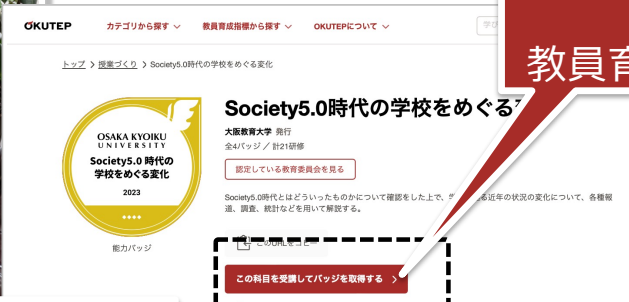 OKUTEP カテゴリから探す 教員育成指標から探す OKUTEPについて 学び
教員育
トップ > 授業づくり > Society5.0時代の学校をめぐる変化
Society5.0時代の学校をめぐる
大阪教育大学 発行
全4バッジ / 計21研修
認定している教育委員会を見る
OSAKA KYOIKU
UNIVERSITY
Society5.0 時代の
学校をめぐる変化
2023
能力バッジ
Society5.0時代とはどういったものかについて確認をした上で、学 る近年の状況の変化について、各種報
道、調査、統計などを用いて解説する。
このURLをコピー
この科目を受講してバッジを取得する >